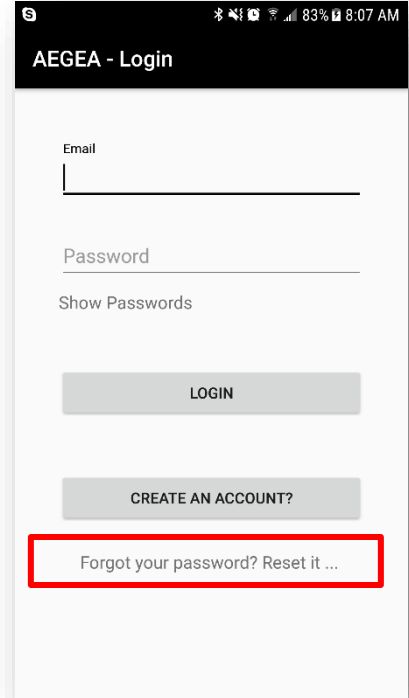 83% 8:07 AM
AEGEA - Login
Email
Password
Show Passwords
LOGIN
CREATE AN ACCOUNT?
Forgot your password? Reset it ...